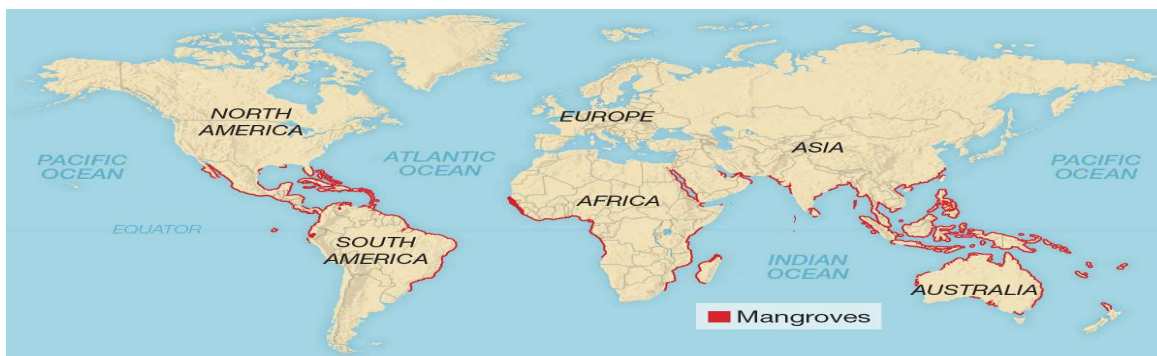 NORTH
AMERICA
EUROPE
ASIA
PACIFIC
OCEAN
ATLANTIC
OCEAN
PACIFIC
OCEAN
AFRICA
EQUATOR
SOUTH
AMERICA
INDIAN
OCEAN
AUSTRALIA
Mangroves